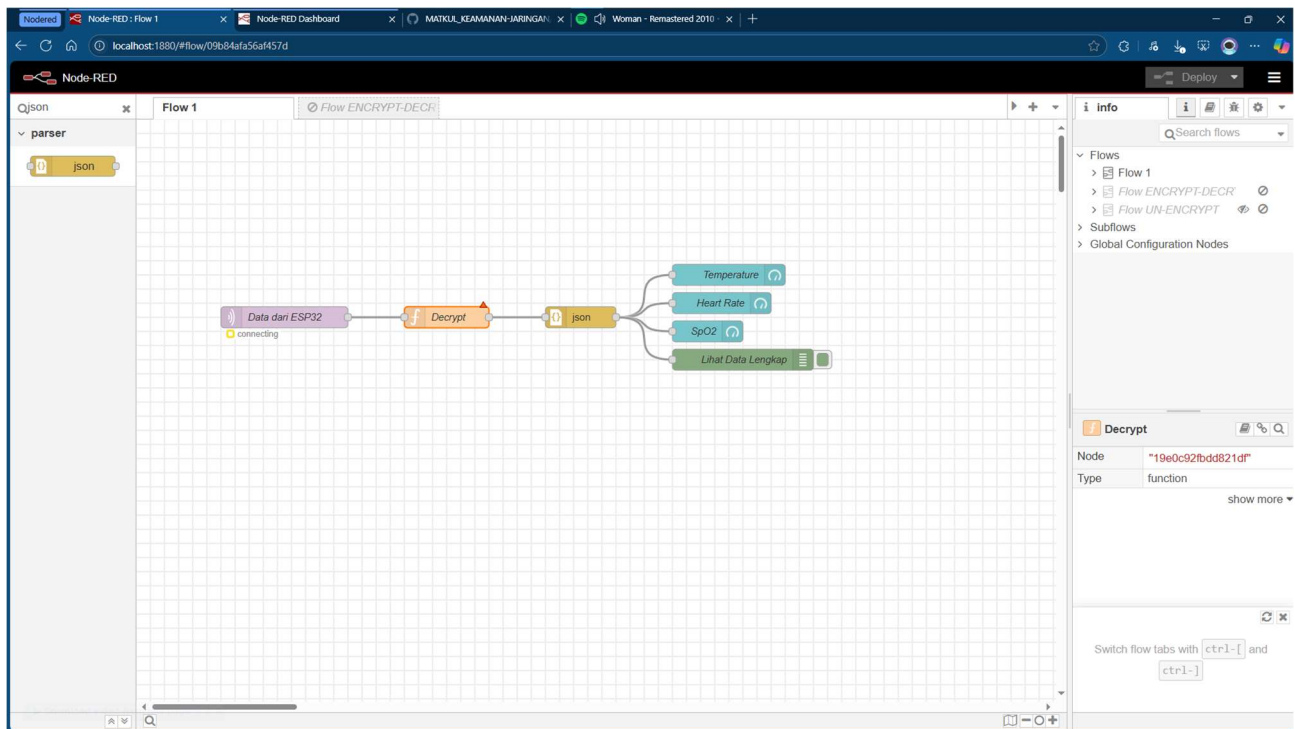 Nodered
Node-RED : Flow 1
Node-RED Dashboard
MATKUL_KEAMANAN-JARINGAN
Woman - Remastered 2010 -
localhost:1880/#flow/09b84afa56af457d
Node-RED
Deploy
json
Flow 1
Flow ENCRYPT-DECR
info
i
Search flows
parser
json
Flows
Flow 1
Flow ENCRYPT-DECR
Flow UN-ENCRYPT
Subflows
Global Configuration Nodes
Temperature
Heart Rate
Data dari ESP32
Decrypt
json
connecting
SpO2
Lihat Data Lengkap
Decrypt
Node "19e0c92fbdd821df"
Type function
show more
Switch flow tabs with ctrl-[ and
ctrl-]